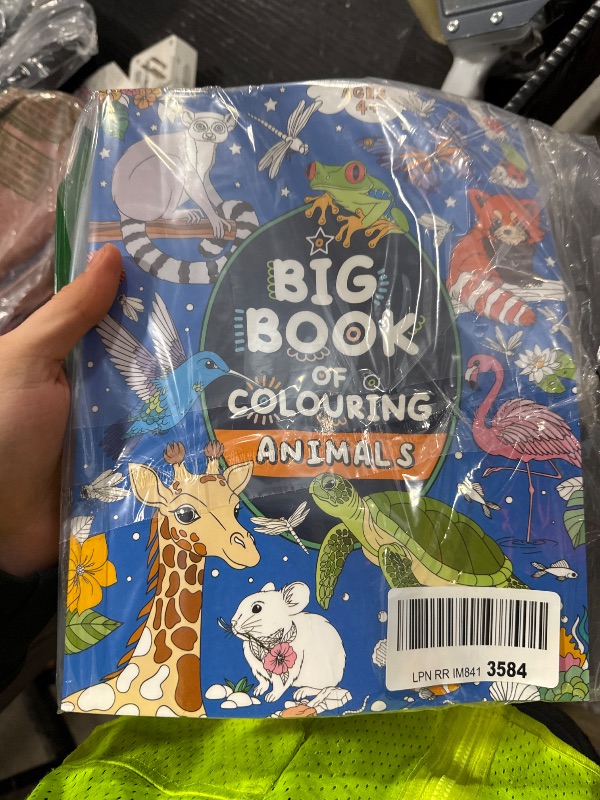 AGES
4+
BIG
BOOK
OF
COLOURING
ANIMALS
LPN RR IM841 3584